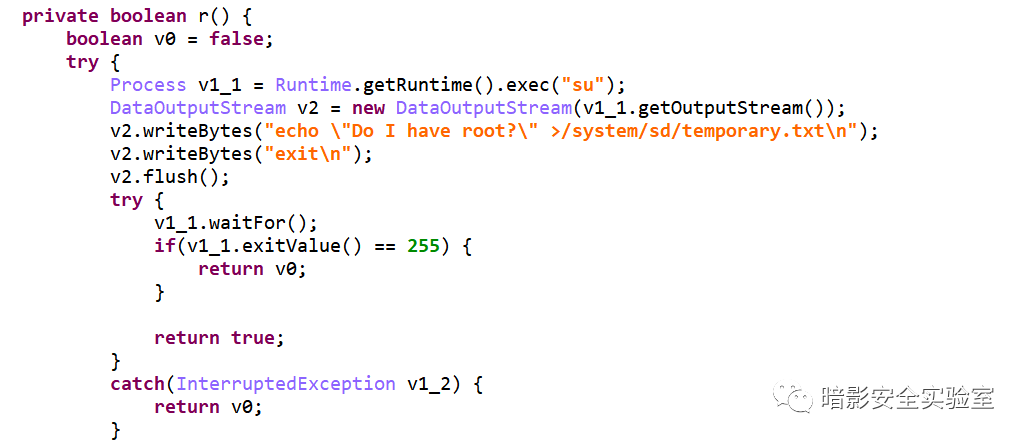 private boolean r() {
    boolean v0 = false;
    try {
        Process v1_1 = Runtime.getRuntime().exec("su");
        DataOutputStream v2 = new DataOutputStream(v1_1.getOutputStream());
        v2.writeBytes("echo \"Do I have root?\" >/system/sd/temporary.txt\n");
        v2.writeBytes("exit\n");
        v2.flush();
        try {
            v1_1.waitFor();
            if(v1_1.exitValue() == 255) {
                return v0;
            }
            return true;
        }
        catch(InterruptedException v1_2) {
            return v0;
        }
暗影安全实验室